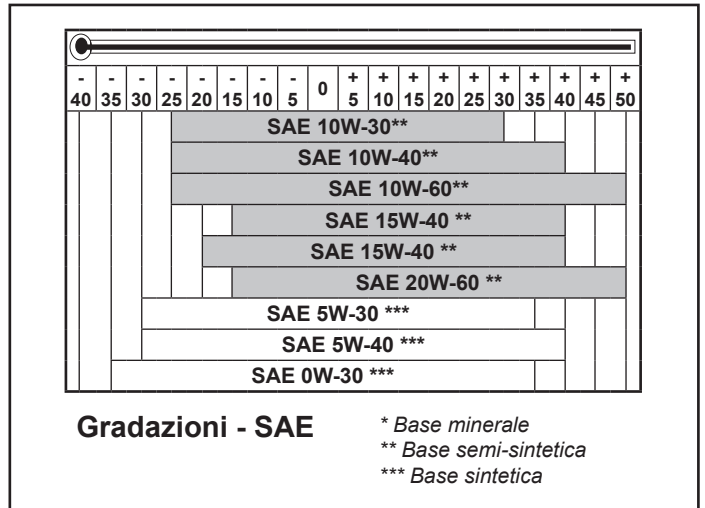 - - - - - - - - 0 + + + + + + + + + +
40 35 30 25 20 15 10 5 5 10 15 20 25 30 35 40 45 50
SAE 10W-30**
SAE 10W-40**
SAE 10W-60**
SAE 15W-40 **
SAE 15W-40 **
SAE 20W-60 **
SAE 5W-30 ***
SAE 5W-40 ***
SAE 0W-30 ***
Gradazioni - SAE
* Base minerale
** Base semi-sintetica
*** Base sintetica